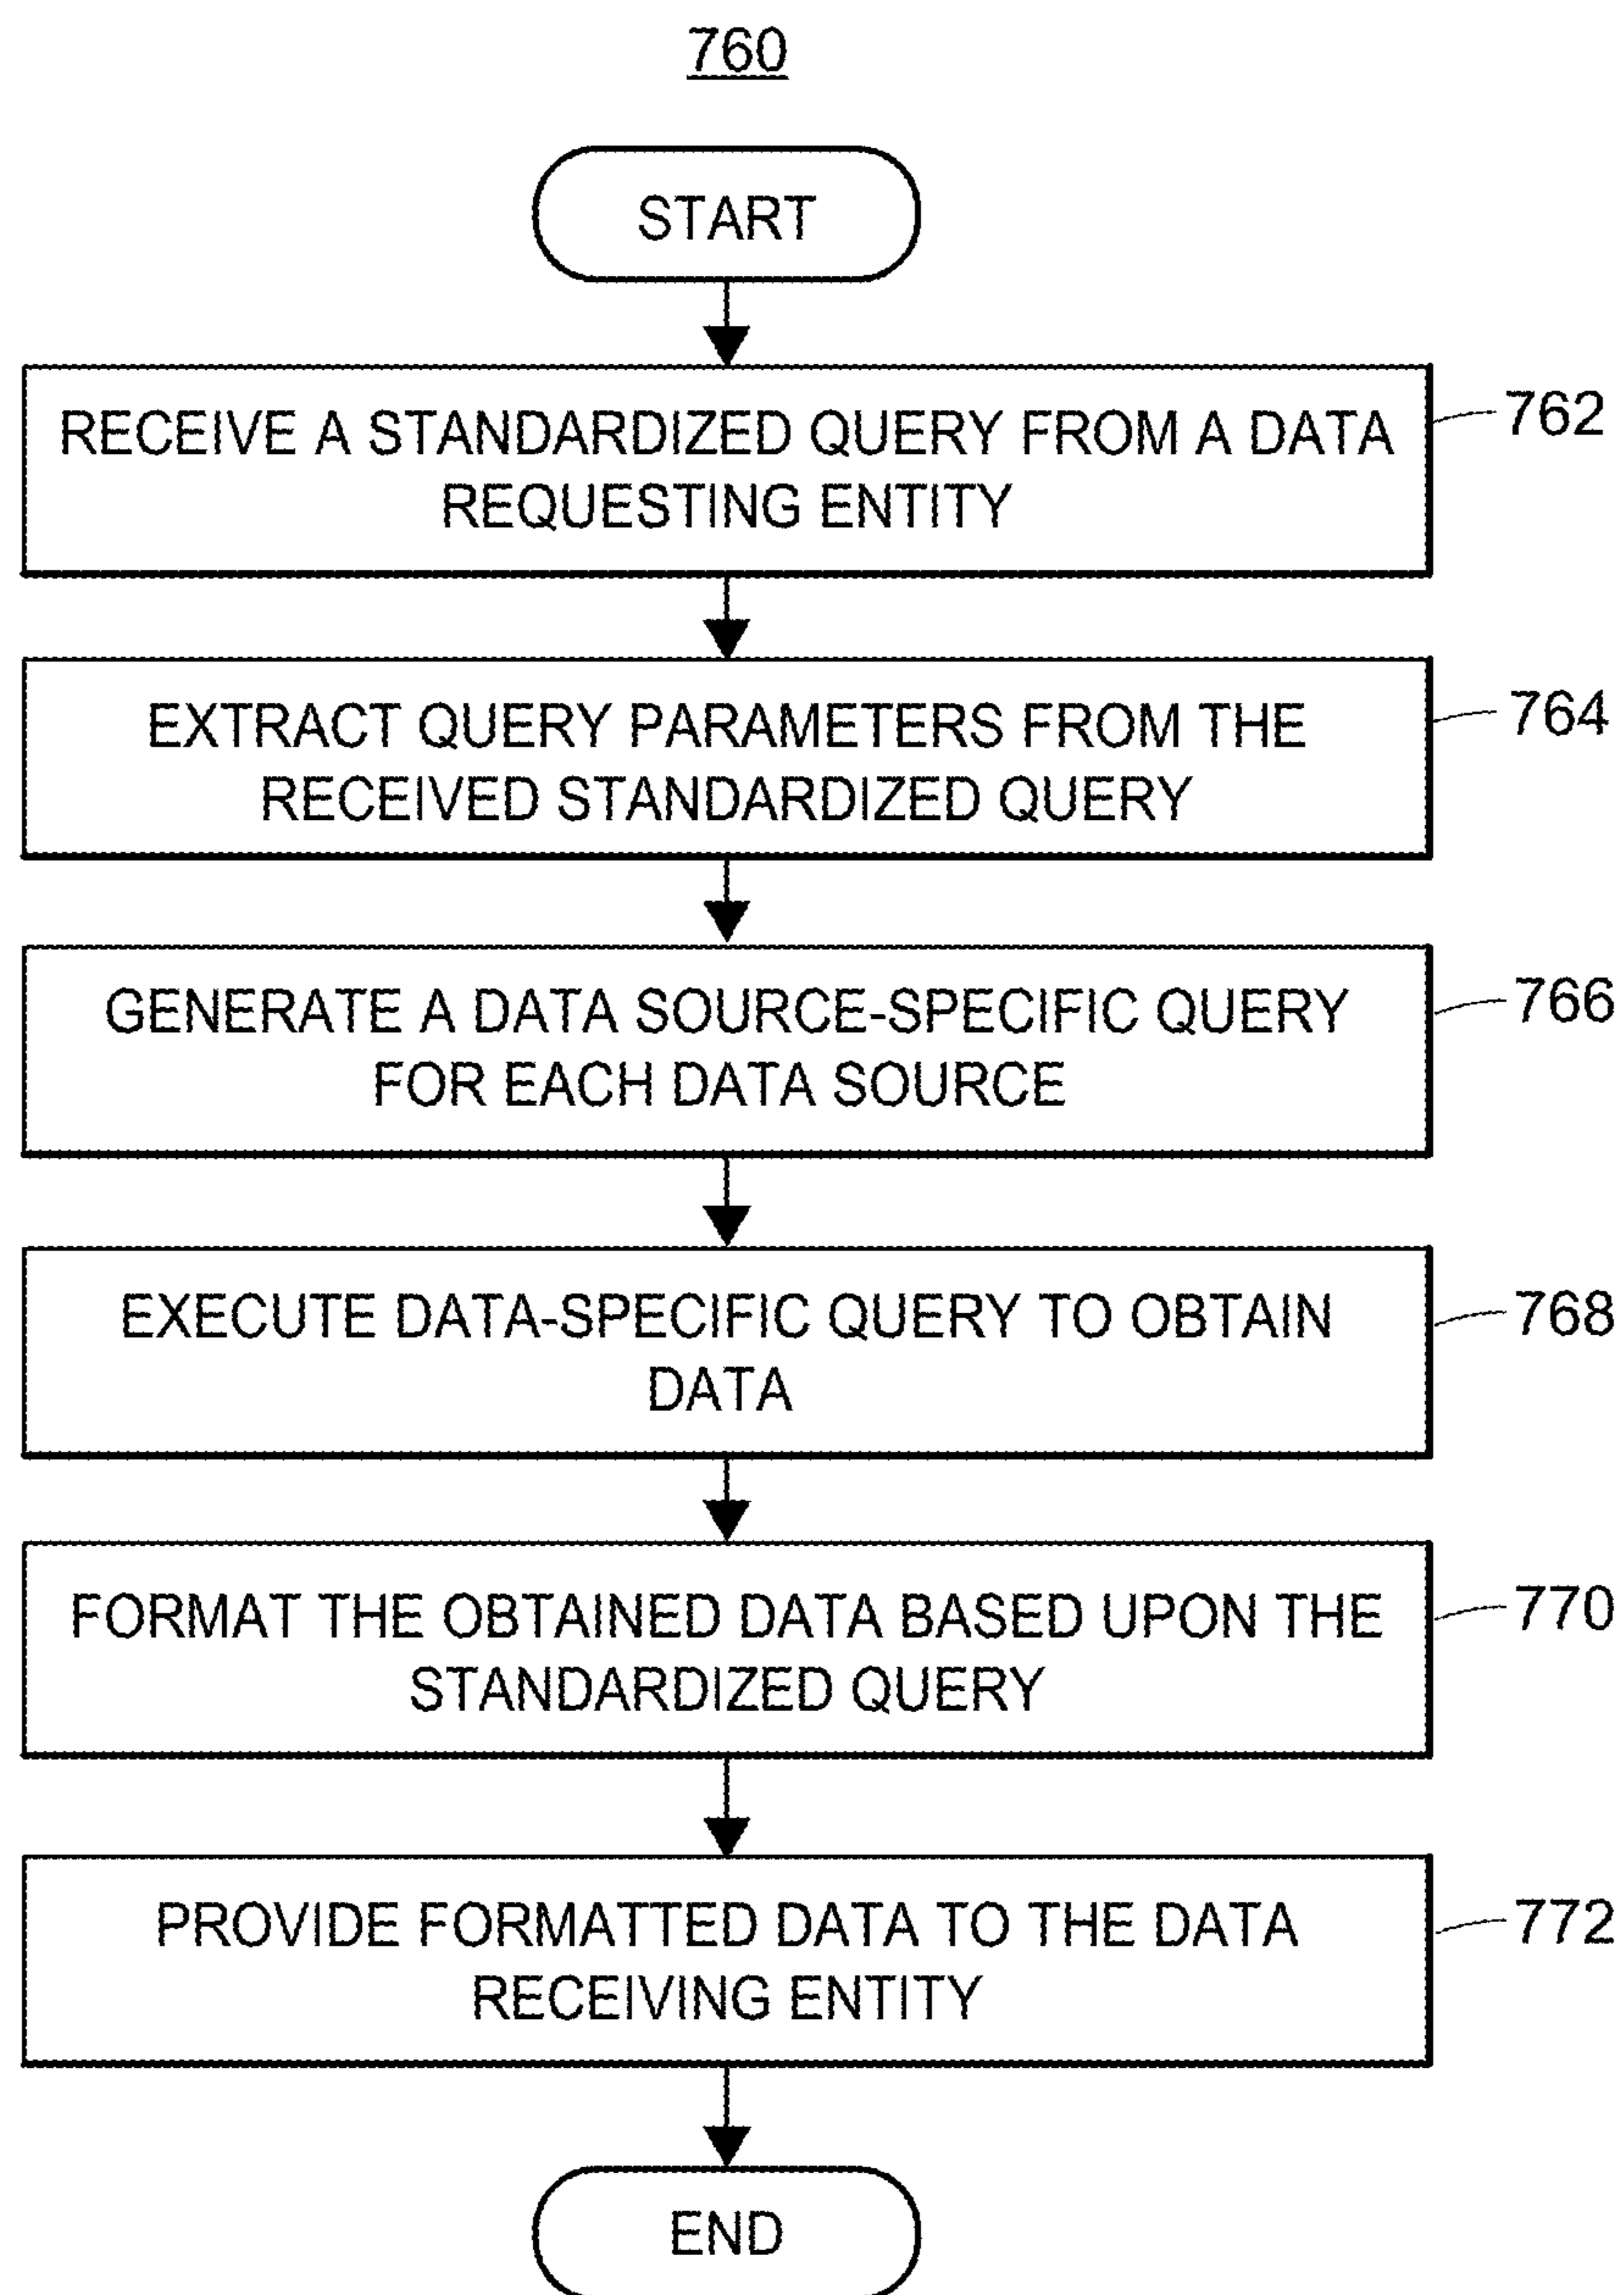 760
START
RECEIVE A STANDARDIZED QUERY FROM A DATA
REQUESTING ENTITY
762
EXTRACT QUERY PARAMETERS FROM THE
RECEIVED STANDARDIZED QUERY
764
GENERATE A DATA SOURCE-SPECIFIC QUERY
FOR EACH DATA SOURCE
766
EXECUTE DATA-SPECIFIC QUERY TO OBTAIN
DATA
768
FORMAT THE OBTAINED DATA BASED UPON THE
STANDARDIZED QUERY
770
PROVIDE FORMATTED DATA TO THE DATA
RECEIVING ENTITY
772
END